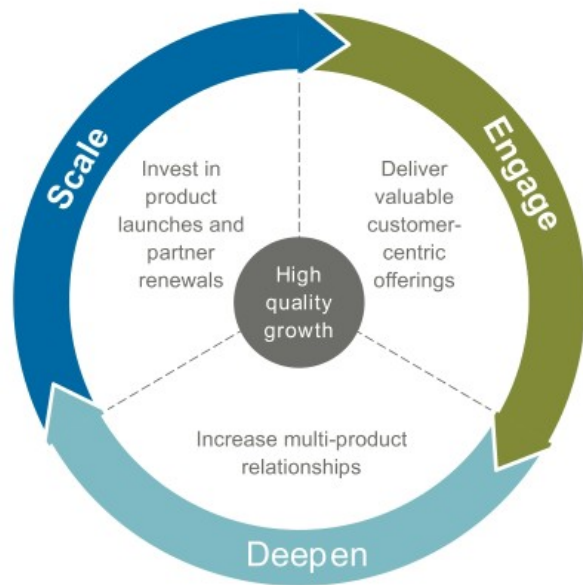 Scale
Invest in
product
launches and
partner
renewals
Engage
Deliver
valuable
customer-
centric
offerings
High
quality
growth
Increase multi-product
relationships
Deepen